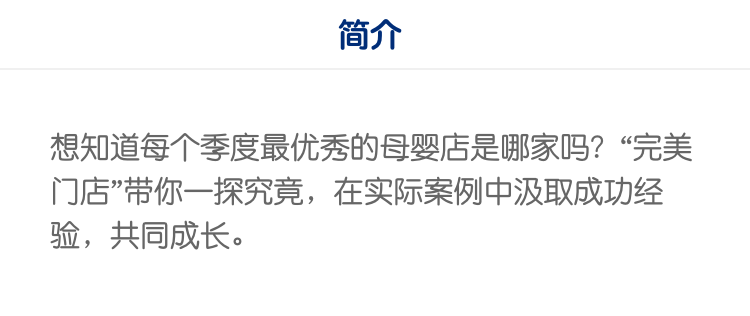 简介
想知道每个季度最优秀的母婴店是哪家吗？“完美
门店”带你一探究竟，在实际案例中汲取成功经
验，共同成长。